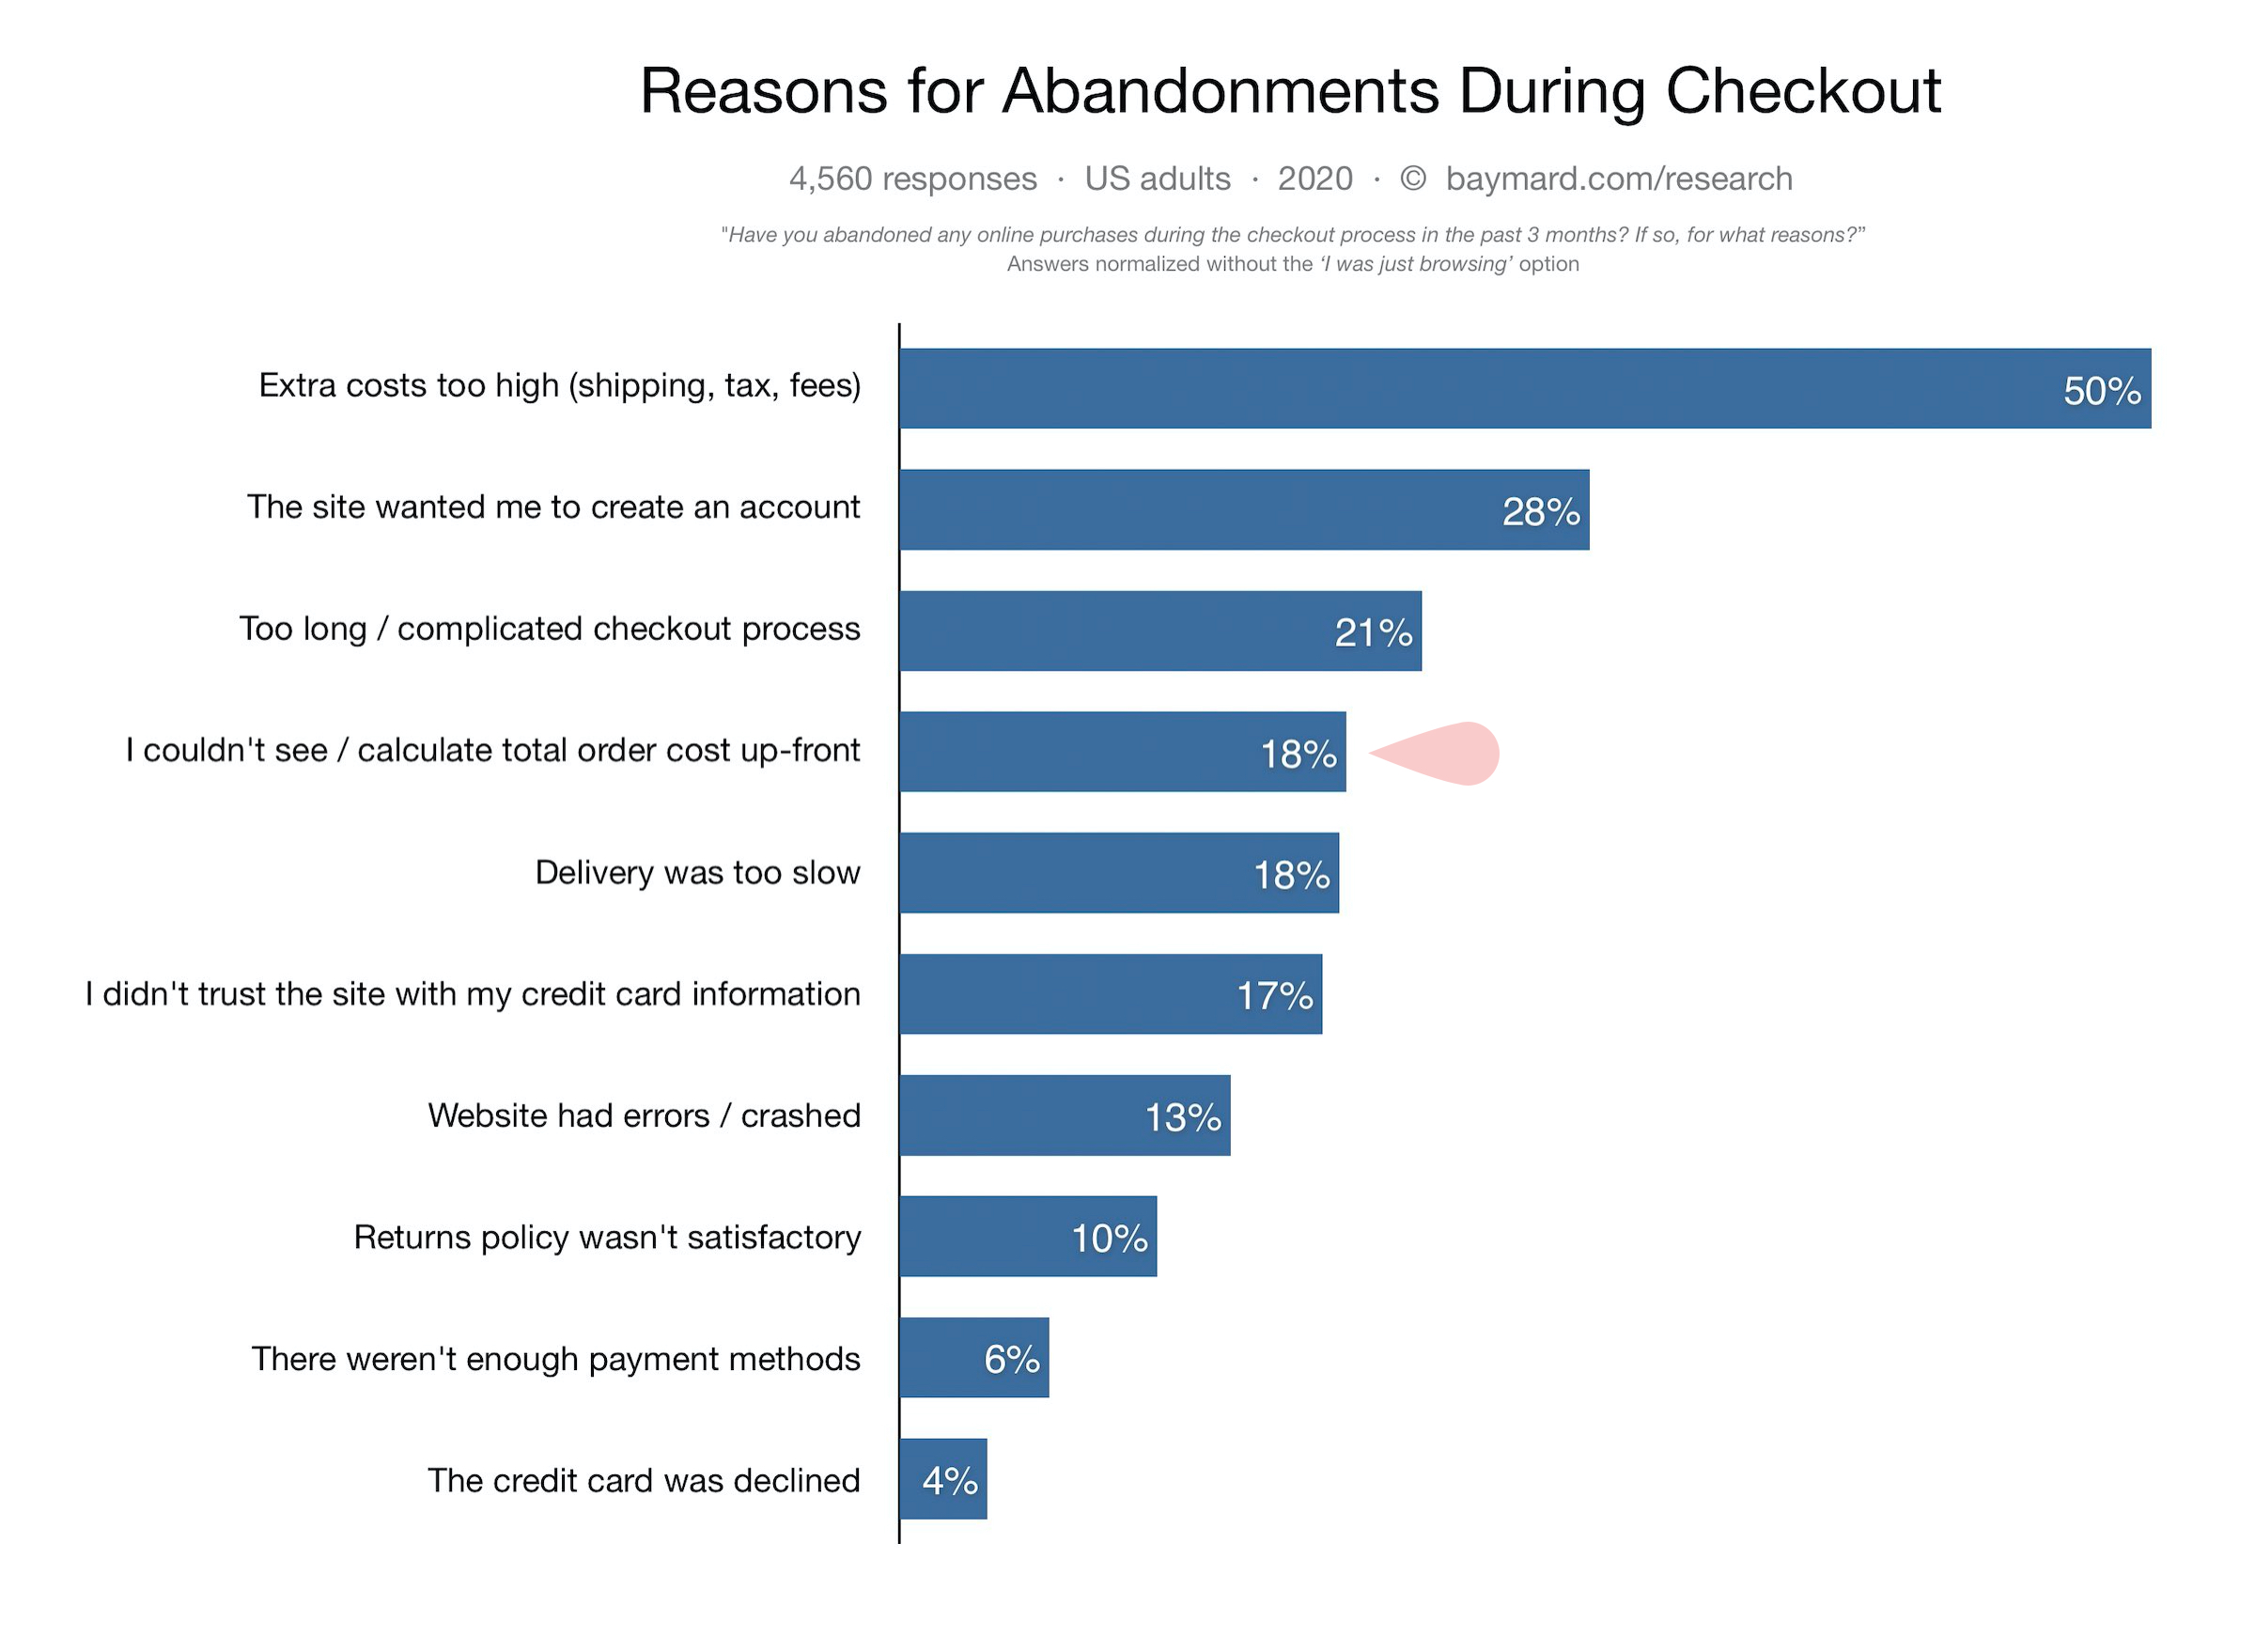 Reasons for Abandonments During Checkout
4,560 responses · US adults · 2020 · © baymard.com/research
"Have you abandoned any online purchases during the checkout process in the past 3 months? If so, for what reasons?”
Answers normalized without the ‘I was just browsing’ option
Extra costs too high (shipping, tax, fees) 50%
The site wanted me to create an account 28%
Too long / complicated checkout process 21%
I couldn't see / calculate total order cost up-front 18%
Delivery was too slow 18%
I didn't trust the site with my credit card information 17%
Website had errors / crashed 13%
Returns policy wasn't satisfactory 10%
There weren't enough payment methods 6%
The credit card was declined 4%